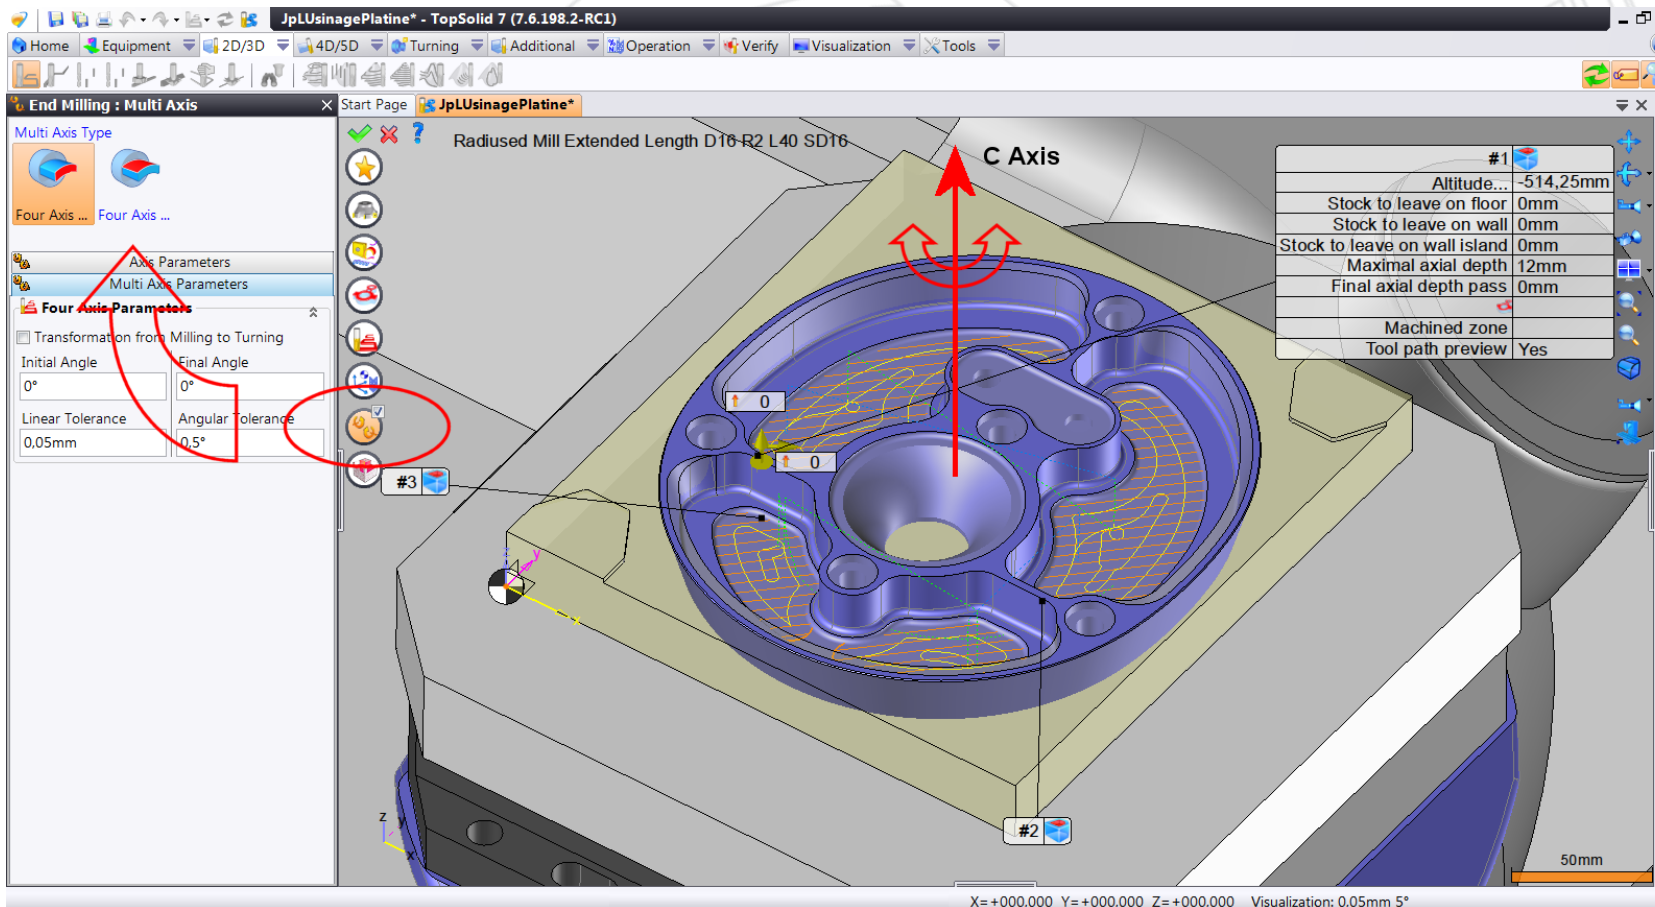 JpLUsinagePlatine* - TopSolid 7 (7.6.198.2-RC1)
Home Equipment 2D/3D 4D/5D Turning Additional Operation Verify Visualization Tools
End Milling : Multi Axis
Start Page JpLUsinagePlatine*
Multi Axis Type
Four Axis ... Four Axis ...
Axis Parameters
Multi Axis Parameters
Four Axis Parameters
Transformation from Milling to Turning
Initial Angle Final Angle
0° 0°
Linear Tolerance Angular Tolerance
0,05mm 0,5°
Radiused Mill Extended Length D16 R2 L40 SD16
C Axis
#1
Altitude... -514,25mm
Stock to leave on floor 0mm
Stock to leave on wall 0mm
Stock to leave on wall island 0mm
Maximal axial depth 12mm
Final axial depth pass 0mm
Machined zone
Tool path preview Yes
0
0
#3
z y
x
#2
z y
x
50mm
X=+000.000 Y=+000.000 Z=+000.000 Visualization: 0.05mm 5°